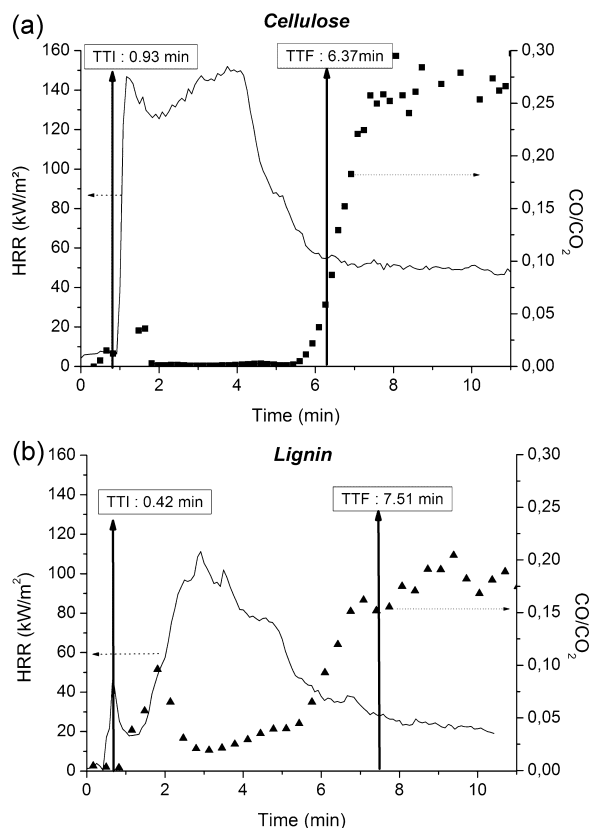 (a)
Cellulose
TTI : 0.93 min
TTF : 6.37min
160
140
120
100
80
60
40
20
0
HRR (kW/m²)
0,30
0,25
0,20
0,15
0,10
0,05
0,00
CO/CO₂
0 2 4 6 8 10
Time (min)
(b)
Lignin
TTI : 0.42 min
TTF : 7.51 min
160
140
120
100
80
60
40
20
0
HRR (kW/m²)
0,30
0,25
0,20
0,15
0,10
0,05
0,00
CO/CO₂
0 2 4 6 8 10
Time (min)